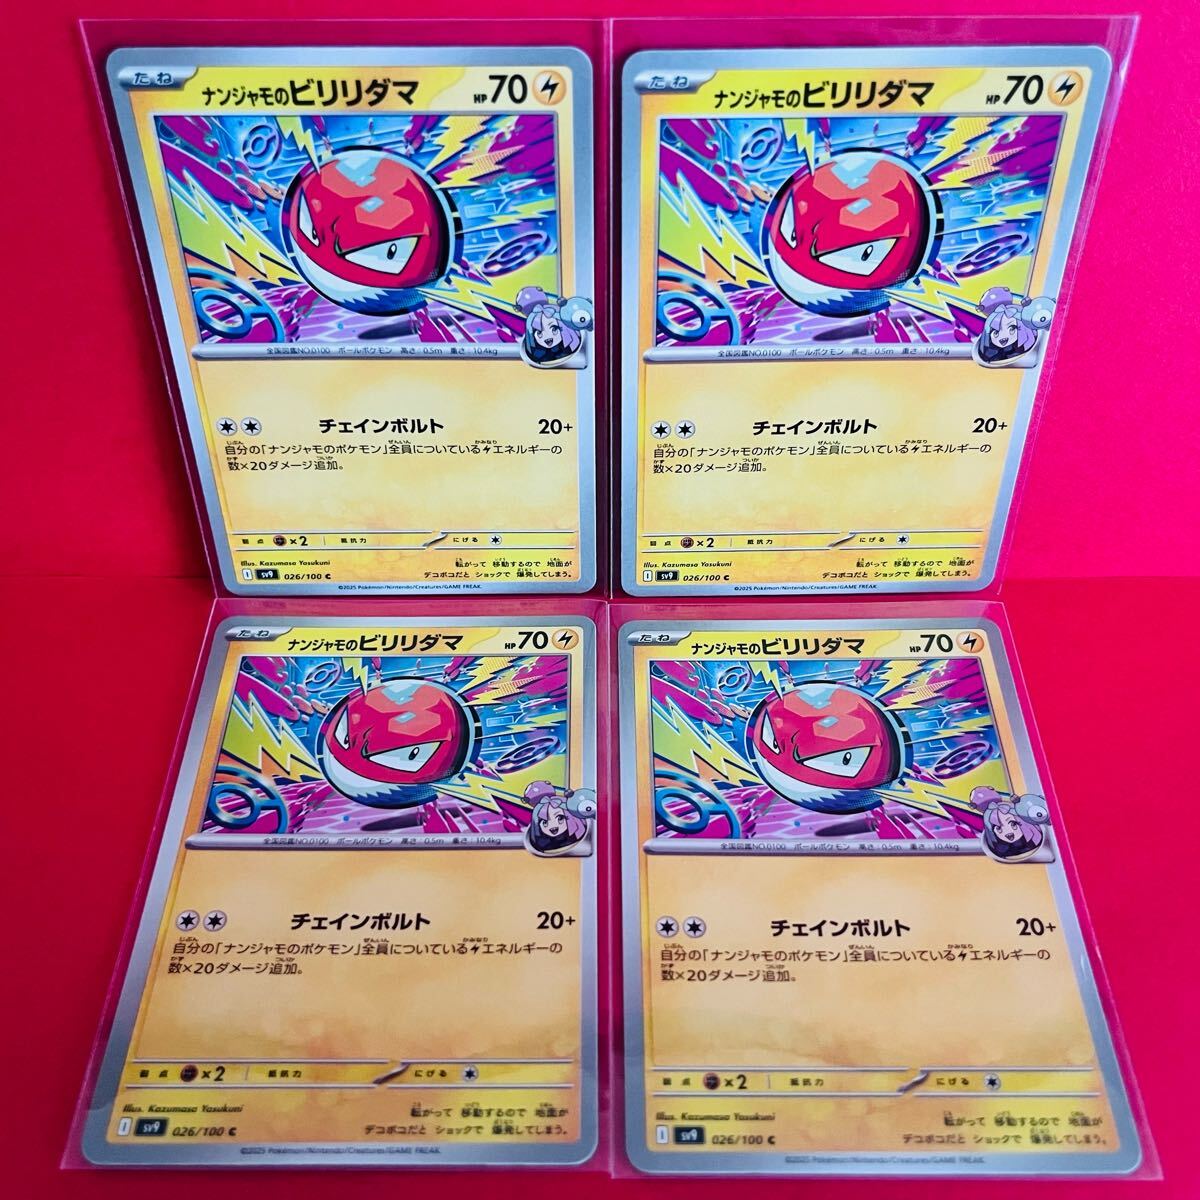 たね
ナンジャモのビリリダマ HP 70
全国図鑑NO.0100 ボールポケモン 高さ:0.5m 重さ:10.4kg
チェインボルト 20+
自分の「ナンジャモのポケモン」全員についているエネルギーの
数×20ダメージ追加。
弱点 ×2 抵抗力 にげる
Illus. Kazumasa Yasukuni
転がって 移動するので 地面が
デコボコだと ショックで 爆発してしまう。
I sv9 026/100 C
©2025 Pokémon/Nintendo/Creatures/GAME FREAK.
たね
ナンジャモのビリリダマ HP 70
全国図鑑NO.0100 ボールポケモン 高さ:0.5m 重さ:10.4kg
チェインボルト 20+
自分の「ナンジャモのポケモン」全員についているエネルギーの
数×20ダメージ追加。
弱点 ×2 抵抗力 にげる
Illus. Kazumasa Yasukuni
転がって 移動するので 地面が
デコボコだと ショックで 爆発してしまう。
I sv9 026/100 C
©2025 Pokémon/Nintendo/Creatures/GAME FREAK.
たね
ナンジャモのビリリダマ HP 70
全国図鑑NO.0100 ボールポケモン 高さ:0.5m 重さ:10.4kg
チェインボルト 20+
自分の「ナンジャモのポケモン」全員についているエネルギーの
数×20ダメージ追加。
弱点 ×2 抵抗力 にげる
Illus. Kazumasa Yasukuni
転がって 移動するので 地面が
デコボコだと ショックで 爆発してしまう。
I sv9 026/100 C
©2025 Pokémon/Nintendo/Creatures/GAME FREAK.
たね
ナンジャモのビリリダマ HP 70
全国図鑑NO.0100 ボールポケモン 高さ:0.5m 重さ:10.4kg
チェインボルト 20+
自分の「ナンジャモのポケモン」全員についているエネルギーの
数×20ダメージ追加。
弱点 ×2 抵抗力 にげる
Illus. Kazumasa Yasukuni
転がって 移動するので 地面が
デコボコだと ショックで 爆発してしまう。
I sv9 026/100 C
©2025 Pokémon/Nintendo/Creatures/GAME FREAK.